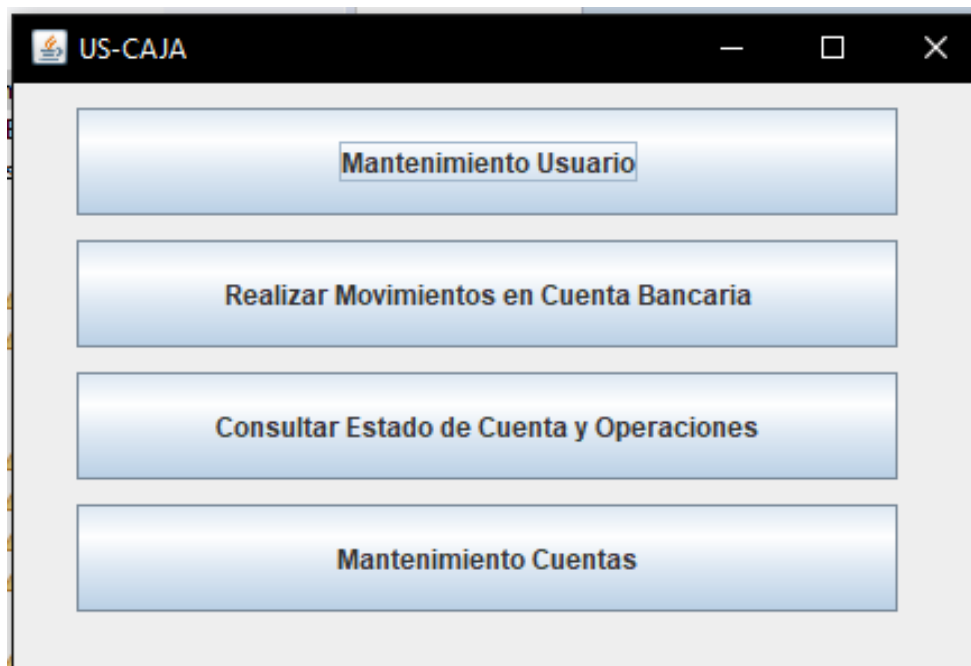 US-CAJA
Mantenimiento Usuario
Realizar Movimientos en Cuenta Bancaria
Consultar Estado de Cuenta y Operaciones
Mantenimiento Cuentas